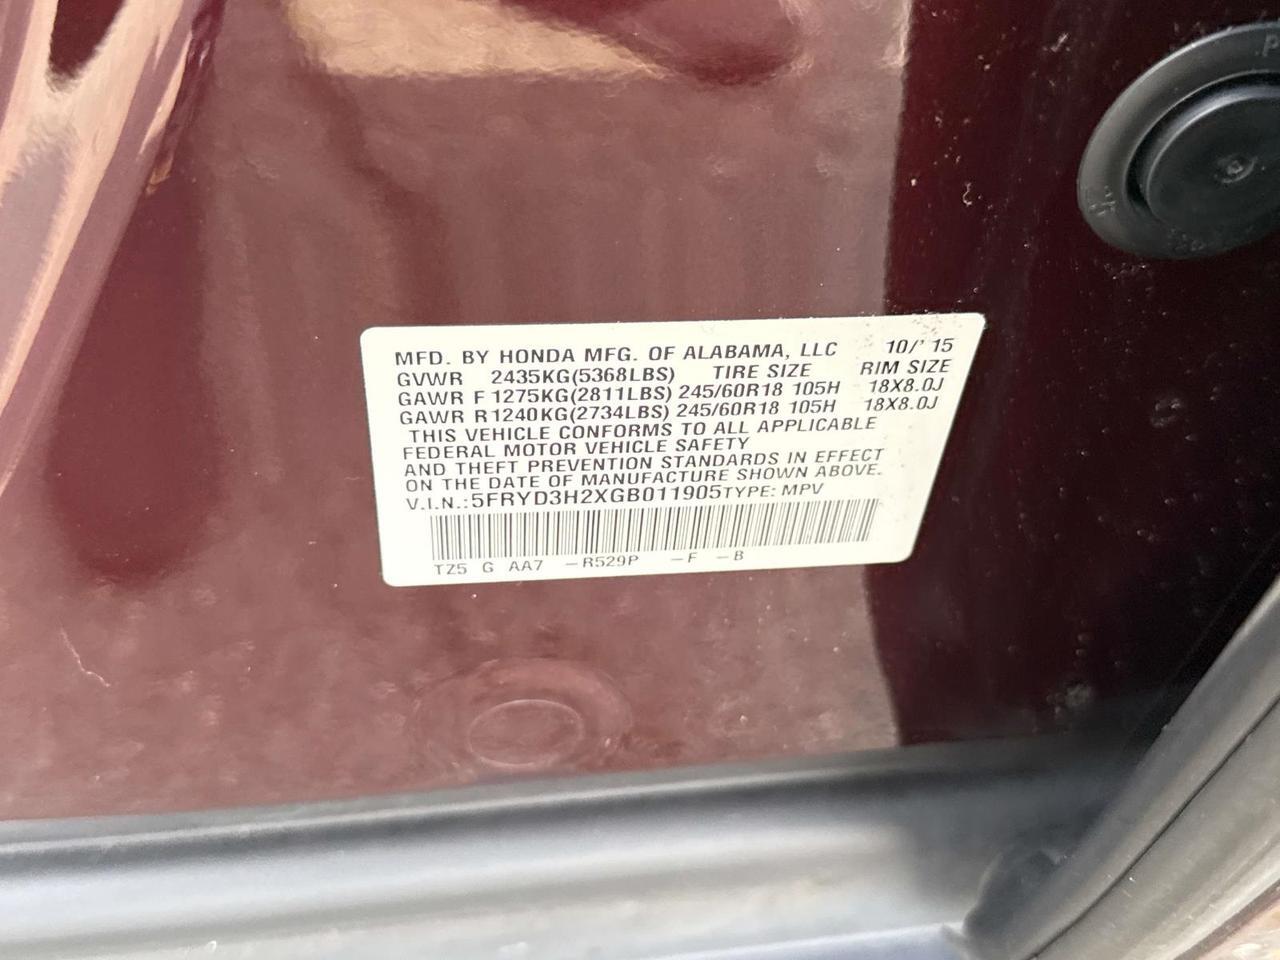 MFD. BY HONDA MFG. OF ALABAMA, LLC 10/'15
GVWR 2435KG(5368LBS) TIRE SIZE RIM SIZE
GAWR F 1275KG(2811LBS) 245/60R18 105H 18X8.0J
GAWR R 1240KG(2734LBS) 245/60R18 105H 18X8.0J
THIS VEHICLE CONFORMS TO ALL APPLICABLE
FEDERAL MOTOR VEHICLE SAFETY
AND THEFT PREVENTION STANDARDS IN EFFECT
ON THE DATE OF MANUFACTURE SHOWN ABOVE.
V.I.N.:5FRYD3H2XGB011905 TYPE: MPV
TZ5 G AA7 -R529P -F -B